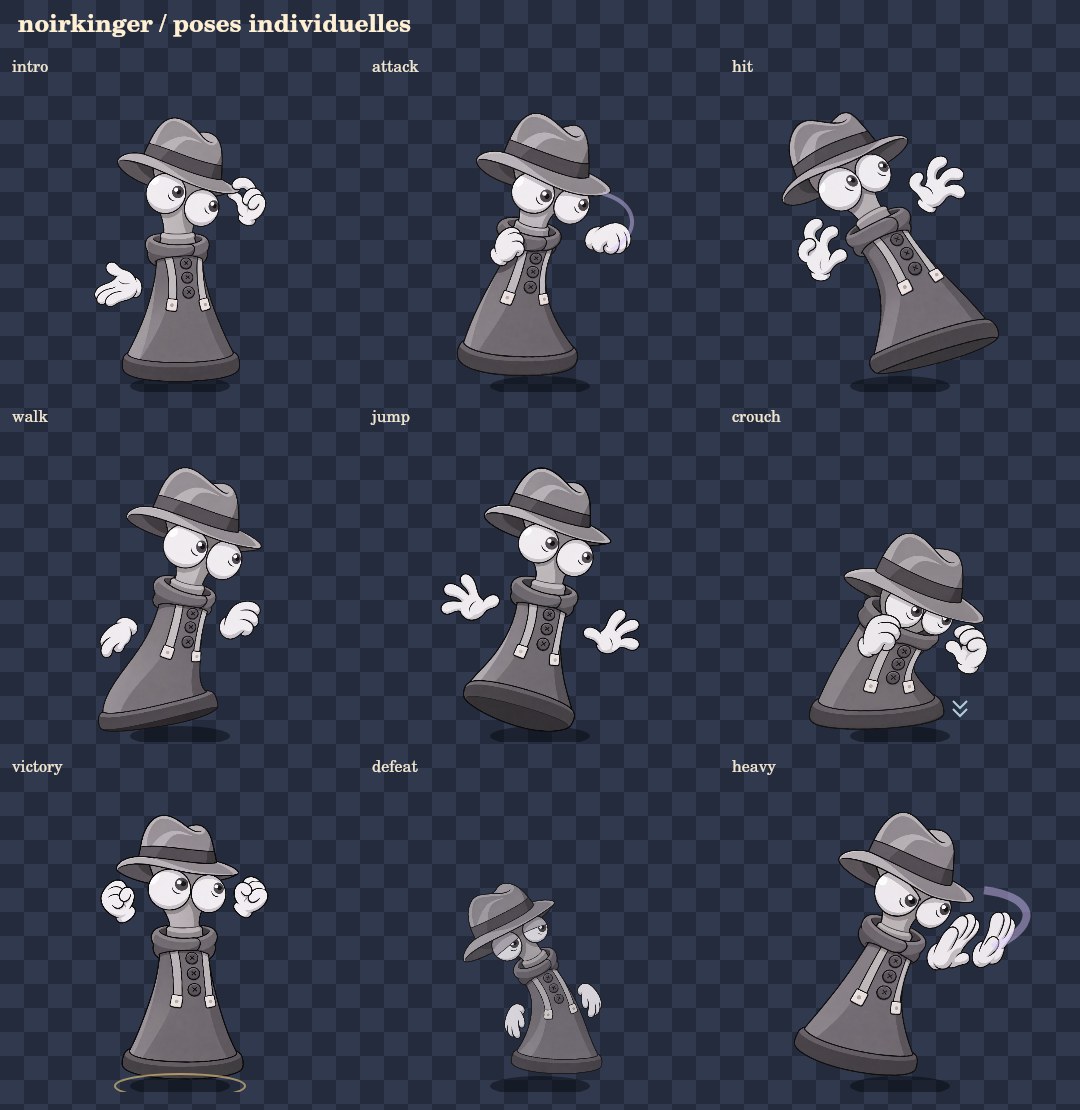 noirkinger / poses individuelles
intro
attack
hit
walk
jump
crouch
victory
defeat
heavy